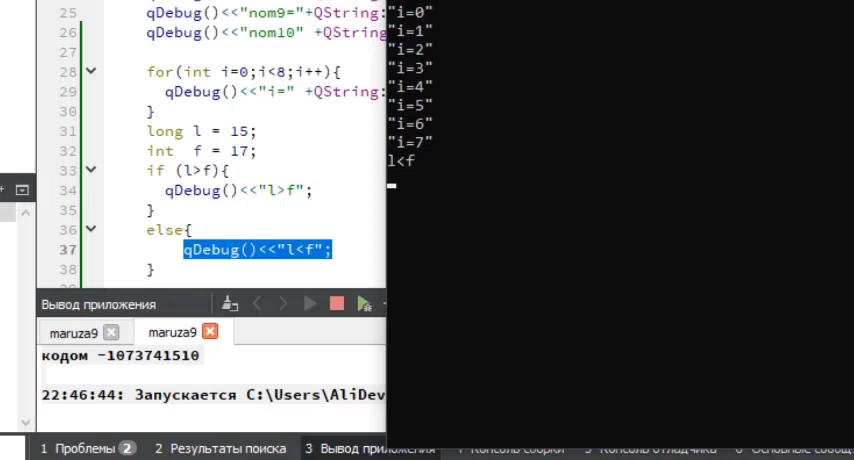 25 qDebug()<<"nom9="+QString:
26 qDebug()<<"nom10" +QString
27
28 for(int i=0;i<8;i++){
29 qDebug()<<"i=" +QString:
30 }
31 long l = 15;
32 int  f = 17;
33 if (l>f){
34 qDebug()<<"l>f";
35 }
36 else{
37 qDebug()<<"l<f";
38 }
"i=0"
"i=1"
"i=2"
"i=3"
"i=4"
"i=5"
"i=6"
"i=7"
l<f
Вывод приложения
maruza9 maruza9
кодом -1073741510
22:46:44: Запускается C:\Users\AliDev
1 Проблемы 2 2 Результаты поиска 3 Вывод приложения